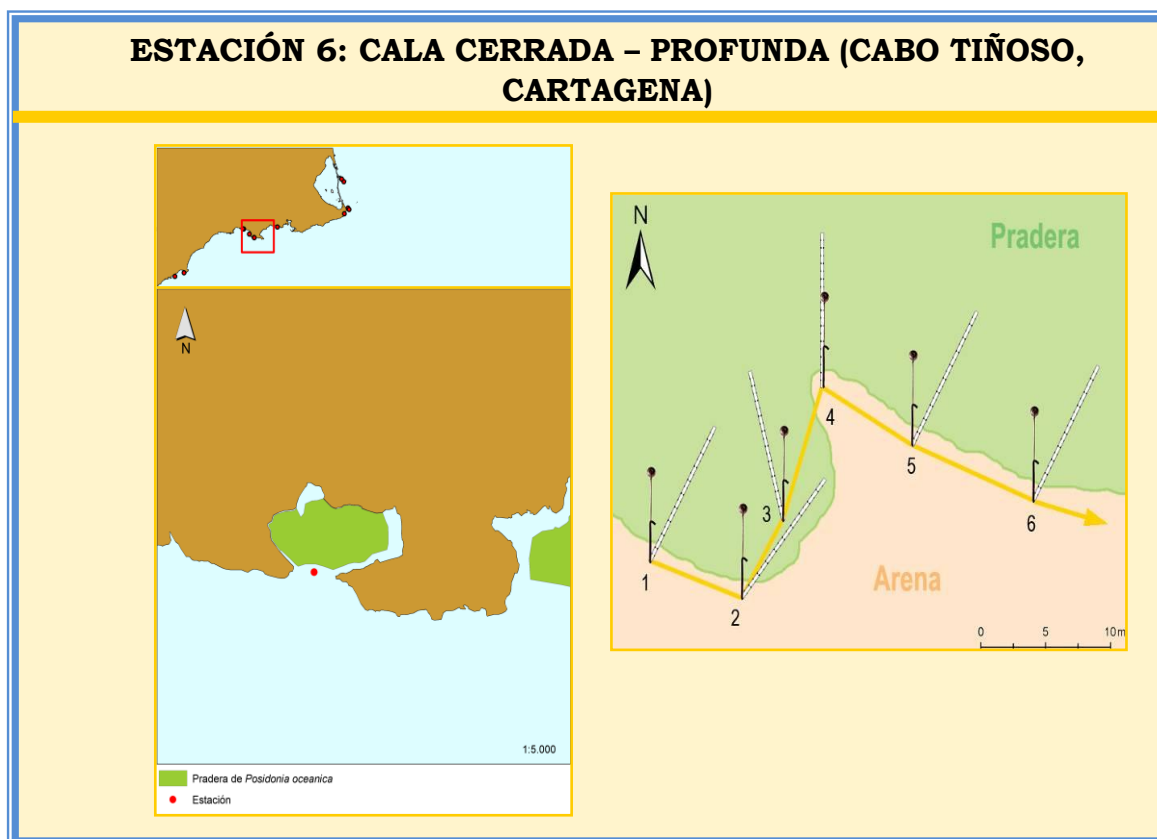 ESTACIÓN 6: CALA CERRADA – PROFUNDA (CABO TIÑOSO,
CARTAGENA)
N
1:5.000
Pradera de Posidonia oceanica
Estación
N
Pradera
Arena
1
2
3
4
5
6
0 5 10 m